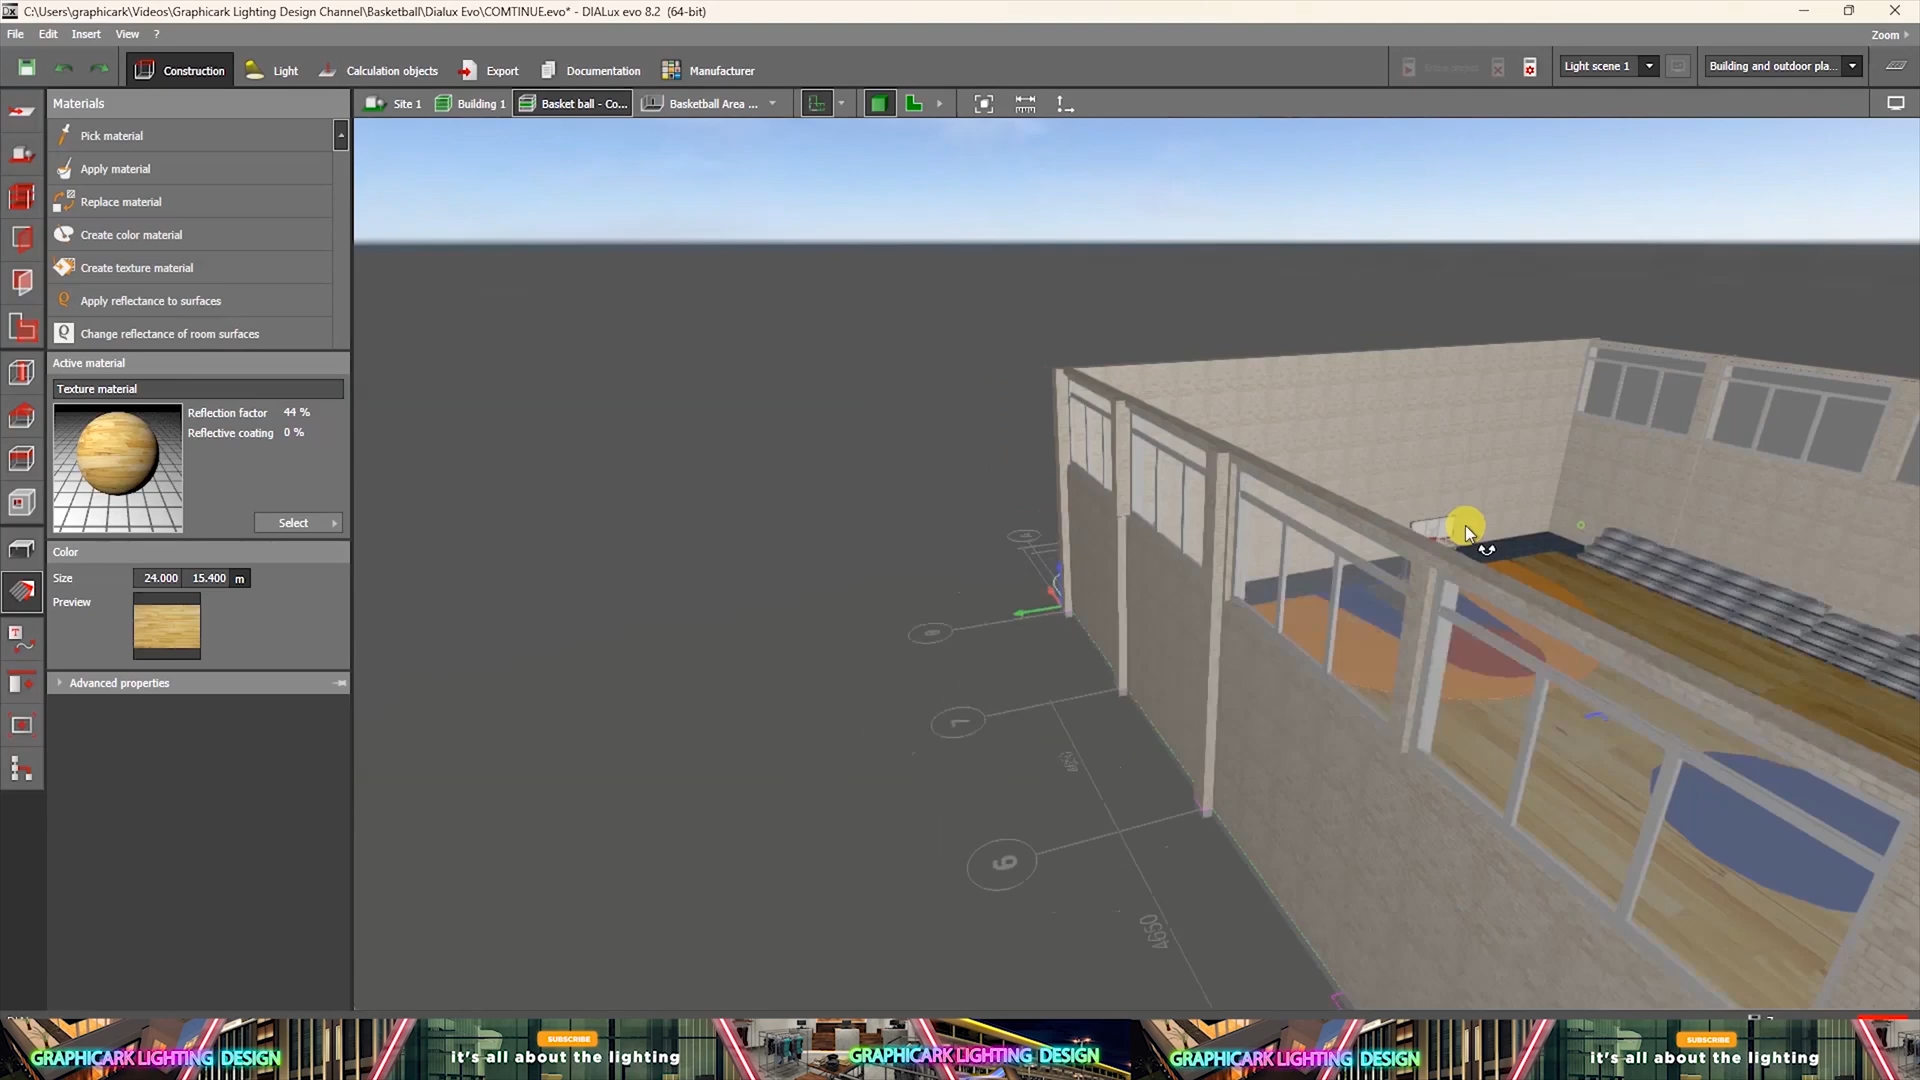 C:\Users\graphicark\Videos\Graphicark Lighting Design Channel\Basketball\Dialux Evo\COMTINUE.evo* - DIALux evo 8.2 (64-bit)
File Edit Insert View ?
Zoom
Construction Light Calculation objects Export Documentation Manufacturer
Light scene 1 Building and outdoor pla...
Materials
Site 1 Building 1 Basket ball - Co... Basketball Area ...
Pick material
Apply material
Replace material
Create color material
Create texture material
Apply reflectance to surfaces
Change reflectance of room surfaces
Active material
Texture material
Reflection factor 44 %
Reflective coating 0 %
Select
Color
Size 24.000 15.400 m
Preview
Advanced properties
7
6
4650
GRAPHICARK LIGHTING DESIGN
SUBSCRIBE
it's all about the lighting
GRAPHICARK LIGHTING DESIGN
GRAPHICARK LIGHTING DESIGN
SUBSCRIBE
it's all about the lighting